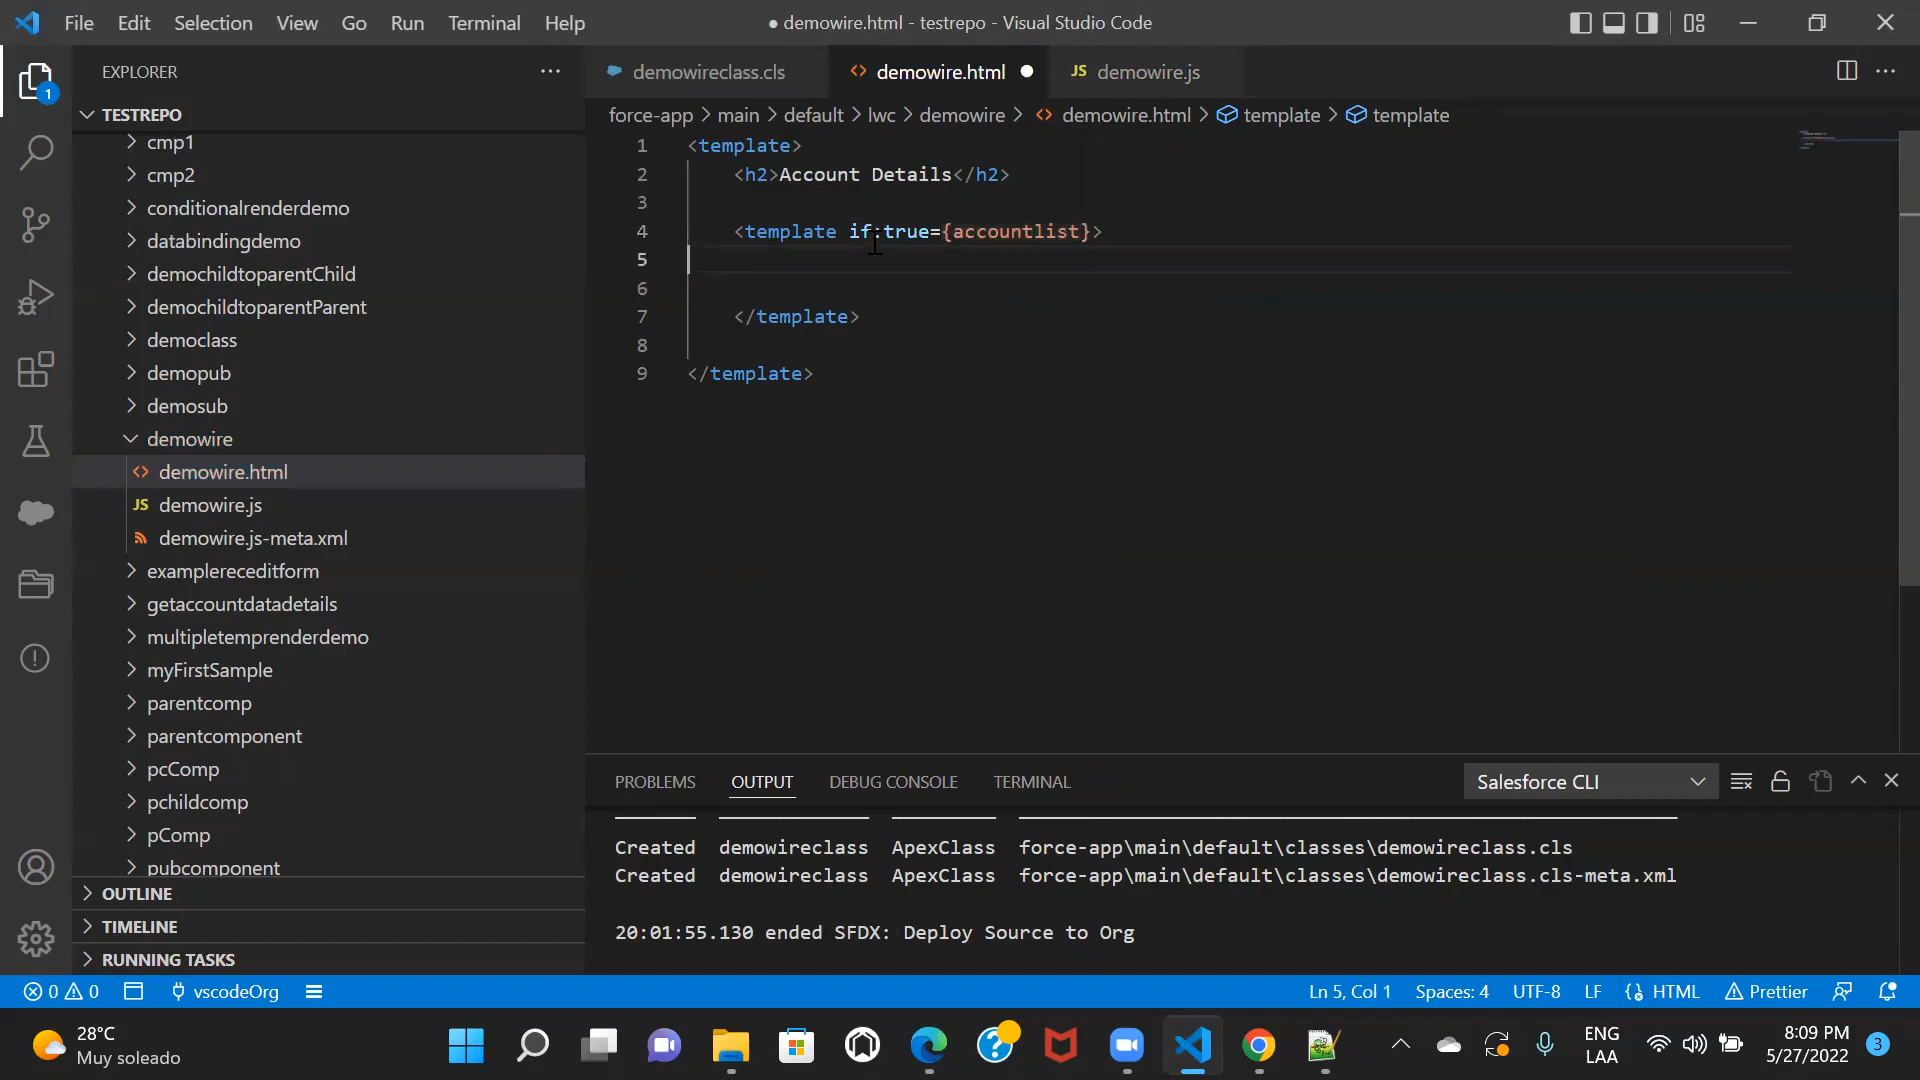 File Edit Selection View Go Run Terminal Help
● demowire.html - testrepo - Visual Studio Code
EXPLORER
1
TESTREPO
cmp1
cmp2
conditionalrenderdemo
databindingdemo
demochildtoparentChild
demochildtoparentParent
democlass
demopub
demosub
demowire
demowire.html
JS demowire.js
demowire.js-meta.xml
examplereceditform
getaccountdatadetails
multipletemprenderdemo
myFirstSample
parentcomp
parentcomponent
pcComp
pchildcomp
pComp
pubcomponent
OUTLINE
TIMELINE
RUNNING TASKS
demowireclass.cls demowire.html ● JS demowire.js
force-app > main > default > lwc > demowire > demowire.html > template > template
1 <template>
2 <h2>Account Details</h2>
3
4 <template if:true={accountlist}>
5
6
7 </template>
8
9 </template>
PROBLEMS OUTPUT DEBUG CONSOLE TERMINAL
Salesforce CLI
Created demowireclass ApexClass force-app\main\default\classes\demowireclass.cls
Created demowireclass ApexClass force-app\main\default\classes\demowireclass.cls-meta.xml
20:01:55.130 ended SFDX: Deploy Source to Org
0 0 vscodeOrg Ln 5, Col 1 Spaces: 4 UTF-8 LF HTML Prettier
28°C
Muy soleado
ENG
LAA
8:09 PM
5/27/2022
3